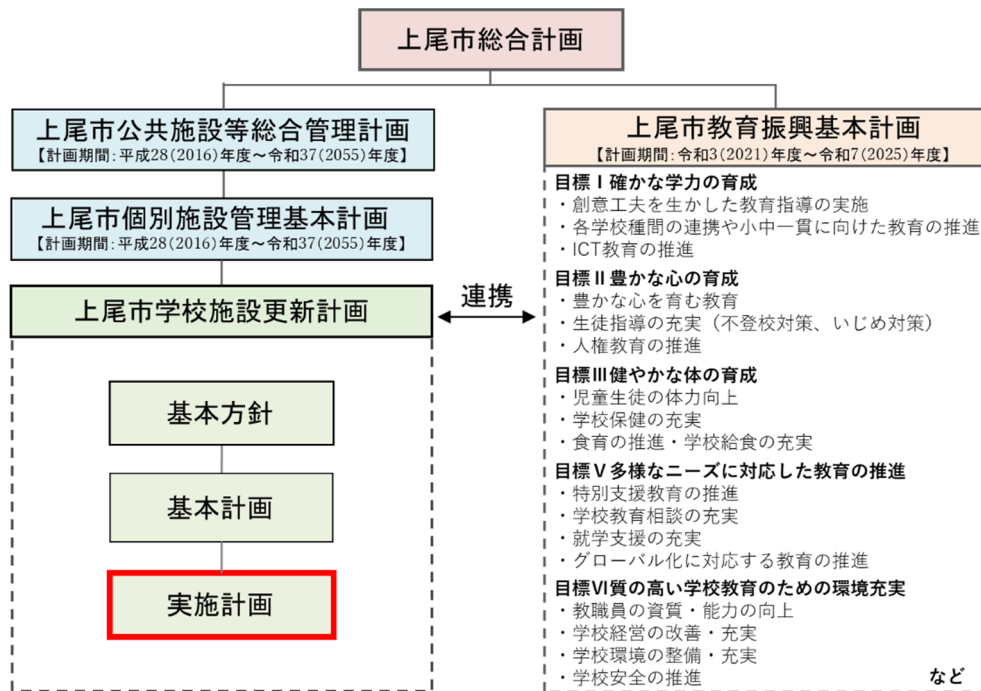 上尾市総合計画
上尾市公共施設等総合管理計画
【計画期間：平成28（2016）年度～令和37（2055）年度】
上尾市個別施設管理基本計画
【計画期間：平成28（2016）年度～令和37（2055）年度】
上尾市学校施設更新計画
基本方針
基本計画
実施計画
連携
上尾市教育振興基本計画
【計画期間：令和3（2021）年度～令和7（2025）年度】
目標Ⅰ確かな学力の育成
・創意工夫を生かした教育指導の実施
・各学校種間の連携や小中一貫に向けた教育の推進
・ICT教育の推進
目標Ⅱ豊かな心の育成
・豊かな心を育む教育
・生徒指導の充実（不登校対策、いじめ対策）
・人権教育の推進
目標Ⅲ健やかな体の育成
・児童生徒の体力向上
・学校保健の充実
・食育の推進・学校給食の充実
目標Ⅴ多様なニーズに対応した教育の推進
・特別支援教育の推進
・学校教育相談の充実
・就学支援の充実
・グローバル化に対応する教育の推進
目標Ⅵ質の高い学校教育のための環境充実
・教職員の資質・能力の向上
・学校経営の改善・充実
・学校環境の整備・充実
・学校安全の推進
など